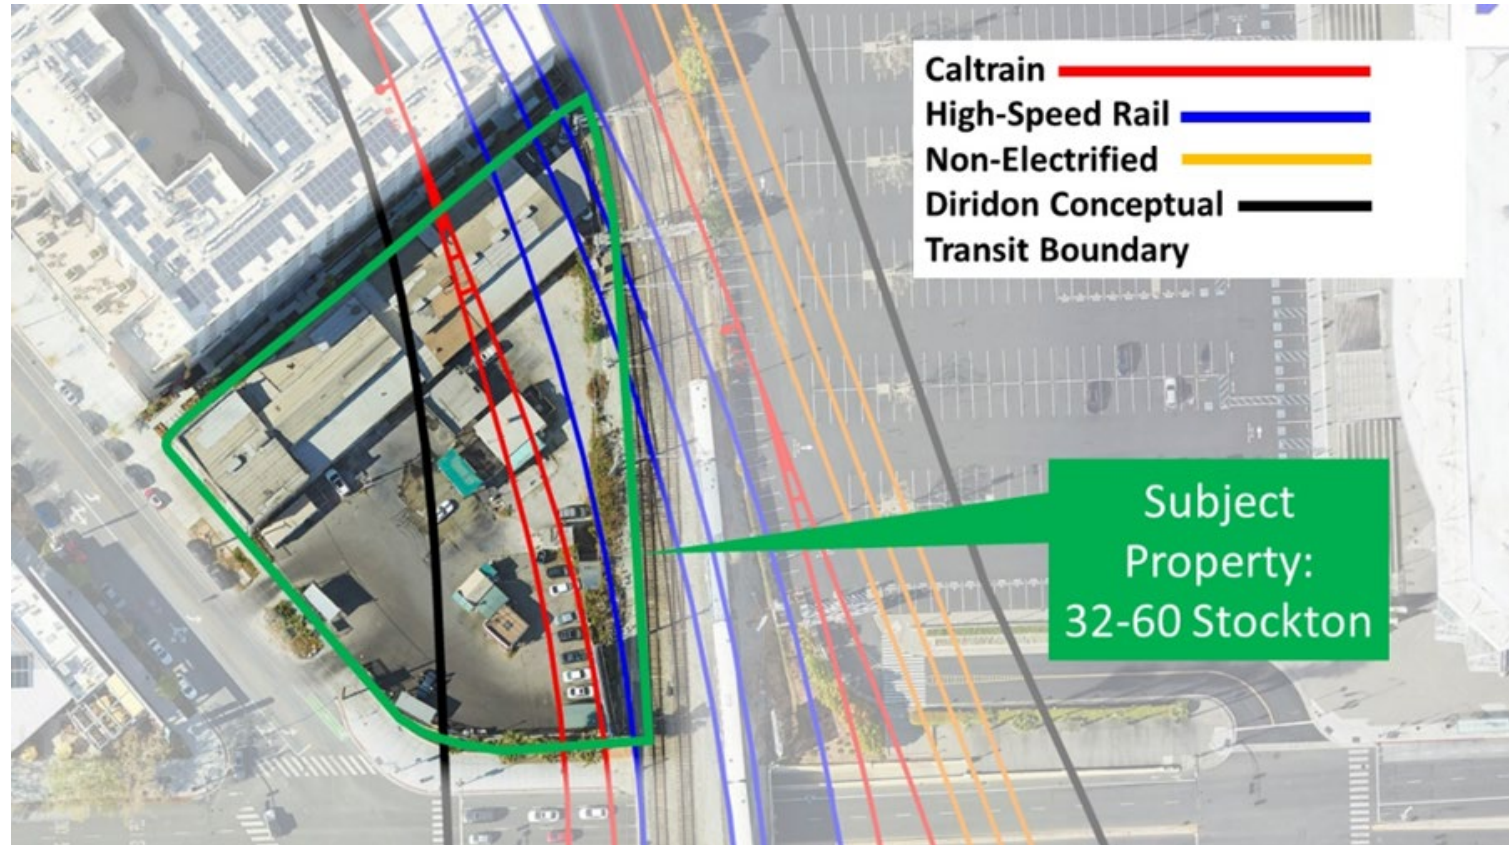 Caltrain
High-Speed Rail
Non-Electrified
Diridon Conceptual
Transit Boundary
Subject
Property:
32-60 Stockton